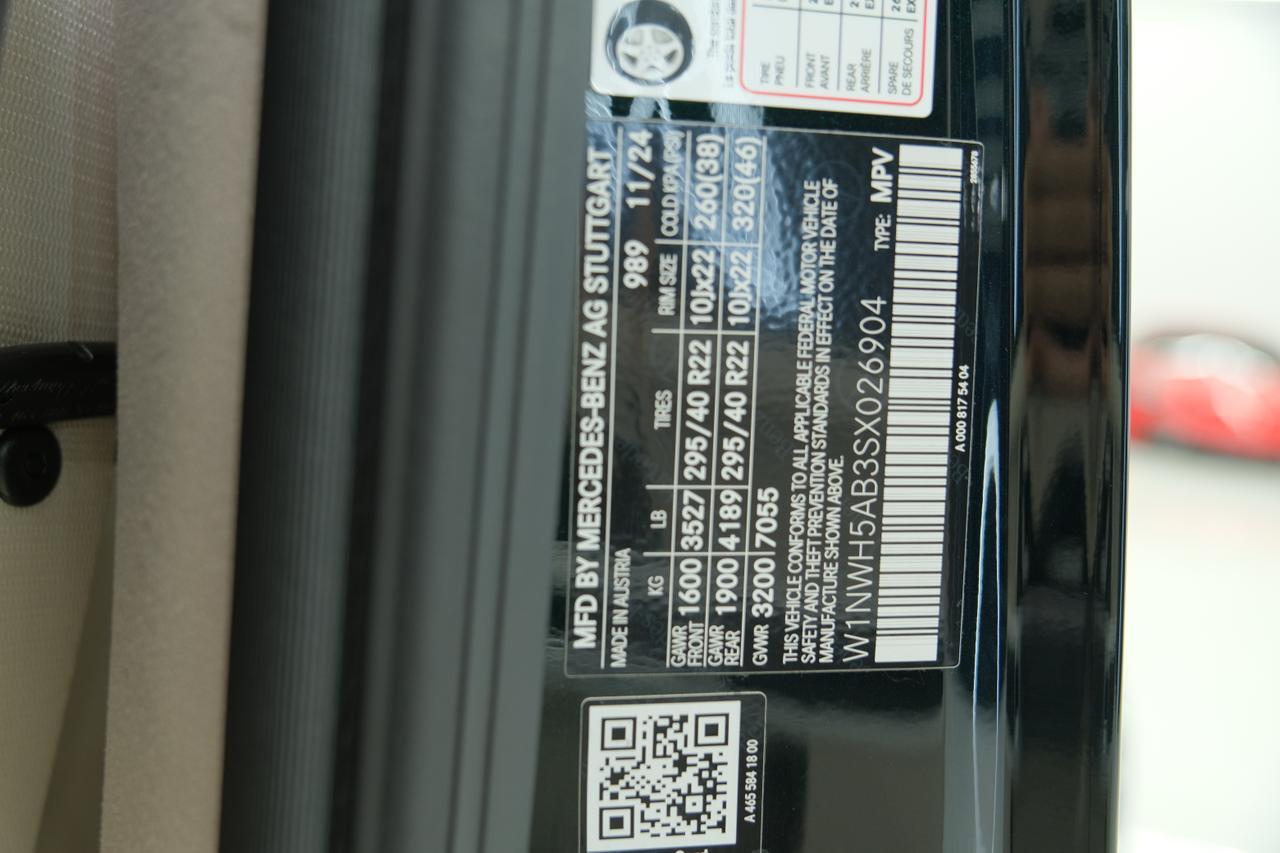 TIRE
PNEU
FRONT
AVANT
REAR
ARRIÈRE
SPARE
DE SECOURS
MFD BY MERCEDES-BENZ AG STUTTGART
MADE IN AUSTRIA 989 11/24
KG LB TIRES RIM SIZE COLD KPA(PSI)
GAWR FRONT 1600 3527 295/40 R22 10Jx22 260(38)
GAWR REAR 1900 4189 295/40 R22 10Jx22 320(46)
GVWR 3200 7055
THIS VEHICLE CONFORMS TO ALL APPLICABLE FEDERAL MOTOR VEHICLE
SAFETY AND THEFT PREVENTION STANDARDS IN EFFECT ON THE DATE OF
MANUFACTURE SHOWN ABOVE.
W1NWH5AB3SX026904 TYPE: MPV
A 000 817 54 04
A 465 584 18 00